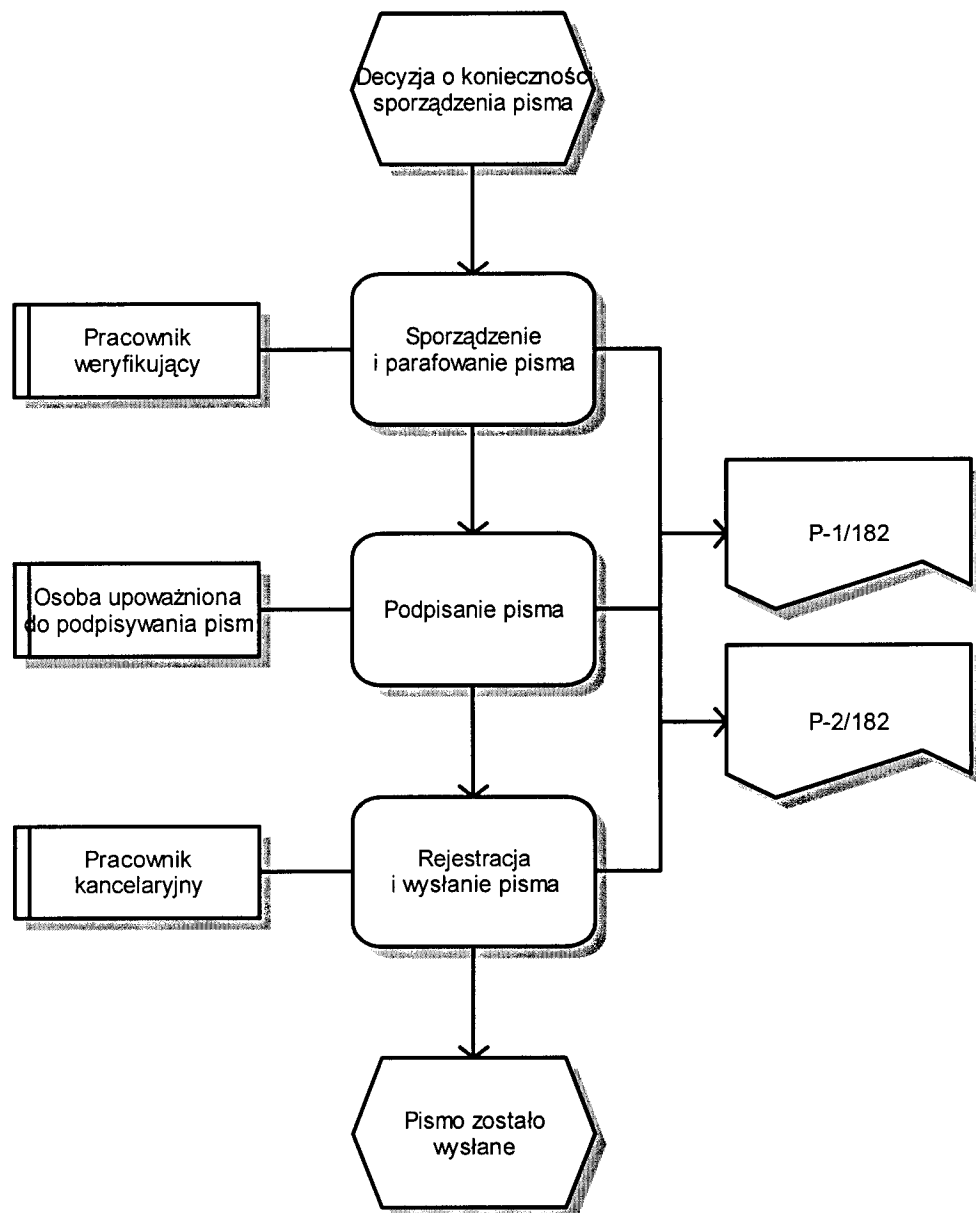 Decyzja o konieczności
sporządzenia pisma
Pracownik
weryfikujący
Sporządzenie
i parafowanie pisma
P-1/182
Osoba upoważniona
do podpisywania pism
Podpisanie pisma
P-2/182
Pracownik
kancelaryjny
Rejestracja
i wysłanie pisma
Pismo zostało
wysłane